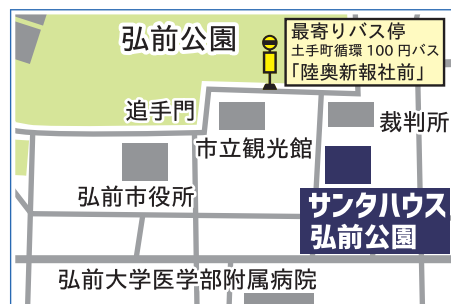 弘前公園
最寄りバス停
土手町循環100円バス
「陸奥新報社前」
追手門
市立観光館
裁判所
弘前市役所
サンタハウス
弘前公園
弘前大学医学部附属病院